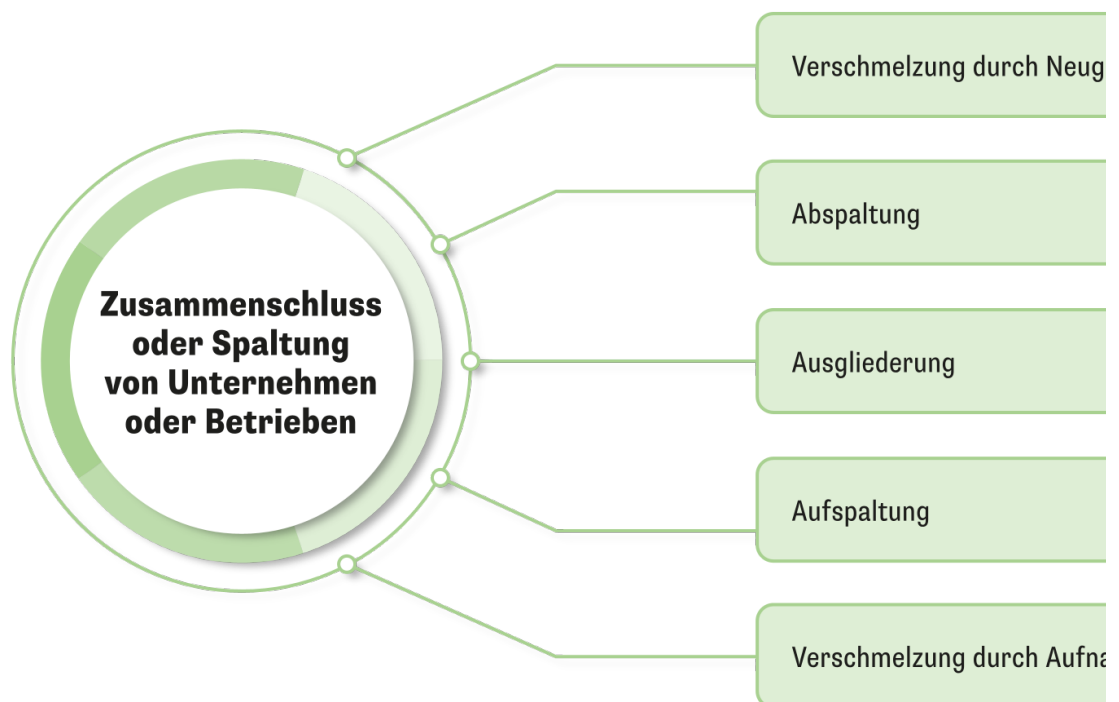 Zusammenschluss
oder Spaltung
von Unternehmen
oder Betrieben
Verschmelzung durch Neug
Abspaltung
Ausgliederung
Aufspaltung
Verschmelzung durch Aufna